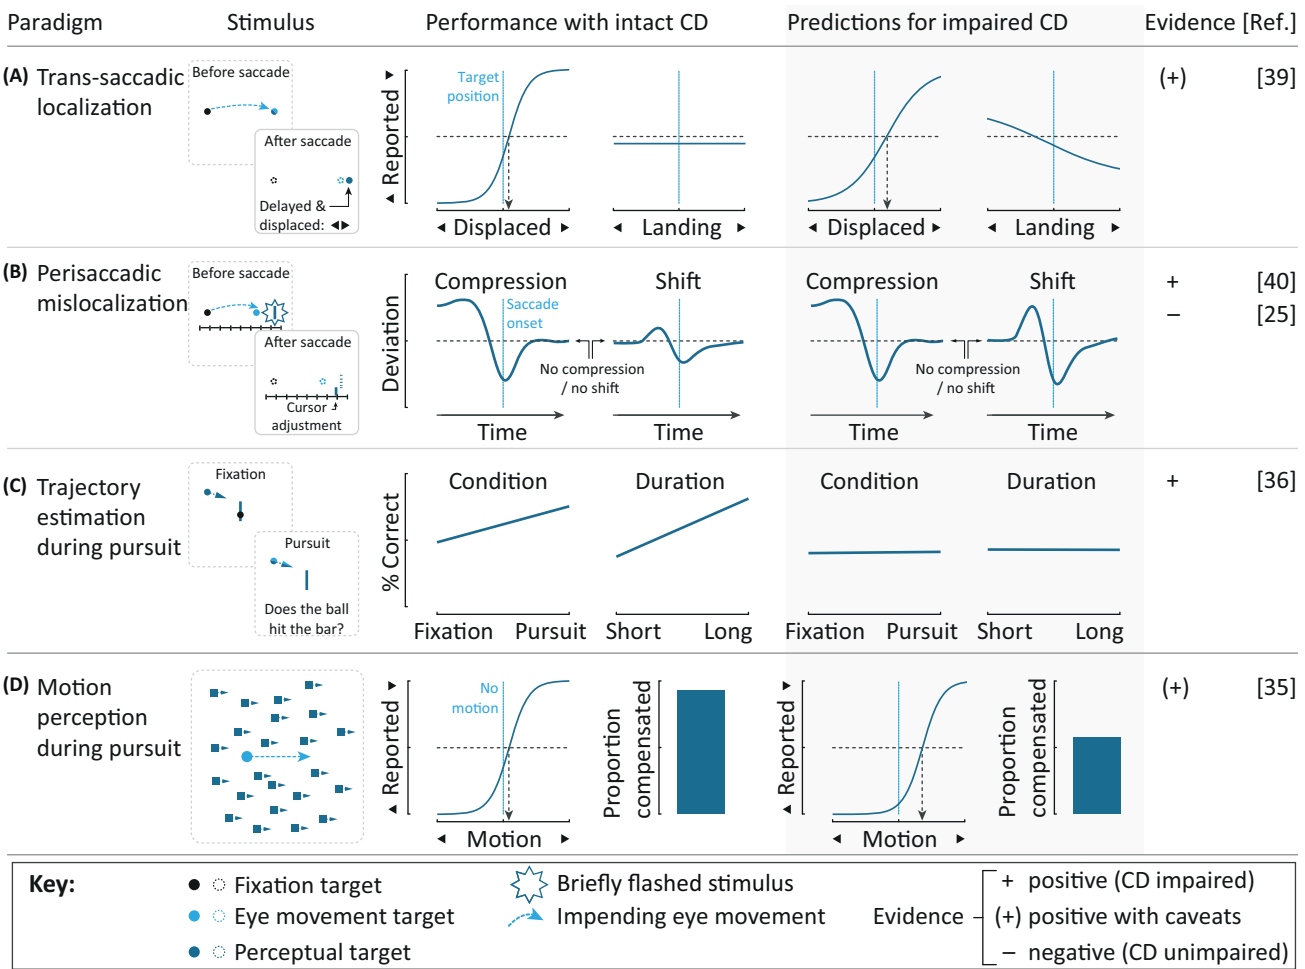 Paradigm Stimulus Performance with intact CD Predictions for impaired CD Evidence [Ref.]
(A) Trans-saccadic
localization
Before saccade
After saccade
Delayed &
displaced: ◄►
◄ Reported ►
Target
position
◄ Displaced ►
◄ Landing ►
◄ Displaced ►
◄ Landing ►
(+) [39]
(B) Perisaccadic
mislocalization
Before saccade
After saccade
Cursor
adjustment
Deviation
Compression
Saccade
onset
Time
No compression
/ no shift
Shift
Time
Compression
Time
No compression
/ no shift
Shift
Time
+ [40]
− [25]
(C) Trajectory
estimation
during pursuit
Fixation
Pursuit
Does the ball
hit the bar?
% Correct
Condition
Fixation Pursuit
Duration
Short Long
Condition
Fixation Pursuit
Duration
Short Long
+ [36]
(D) Motion
perception
during pursuit
◄ Reported ►
No
motion
◄ Motion ►
Proportion
compensated
◄ Reported ►
◄ Motion ►
Proportion
compensated
(+) [35]
Key:
Fixation target
Eye movement target
Perceptual target
Briefly flashed stimulus
Impending eye movement
Evidence
+ positive (CD impaired)
(+) positive with caveats
− negative (CD unimpaired)